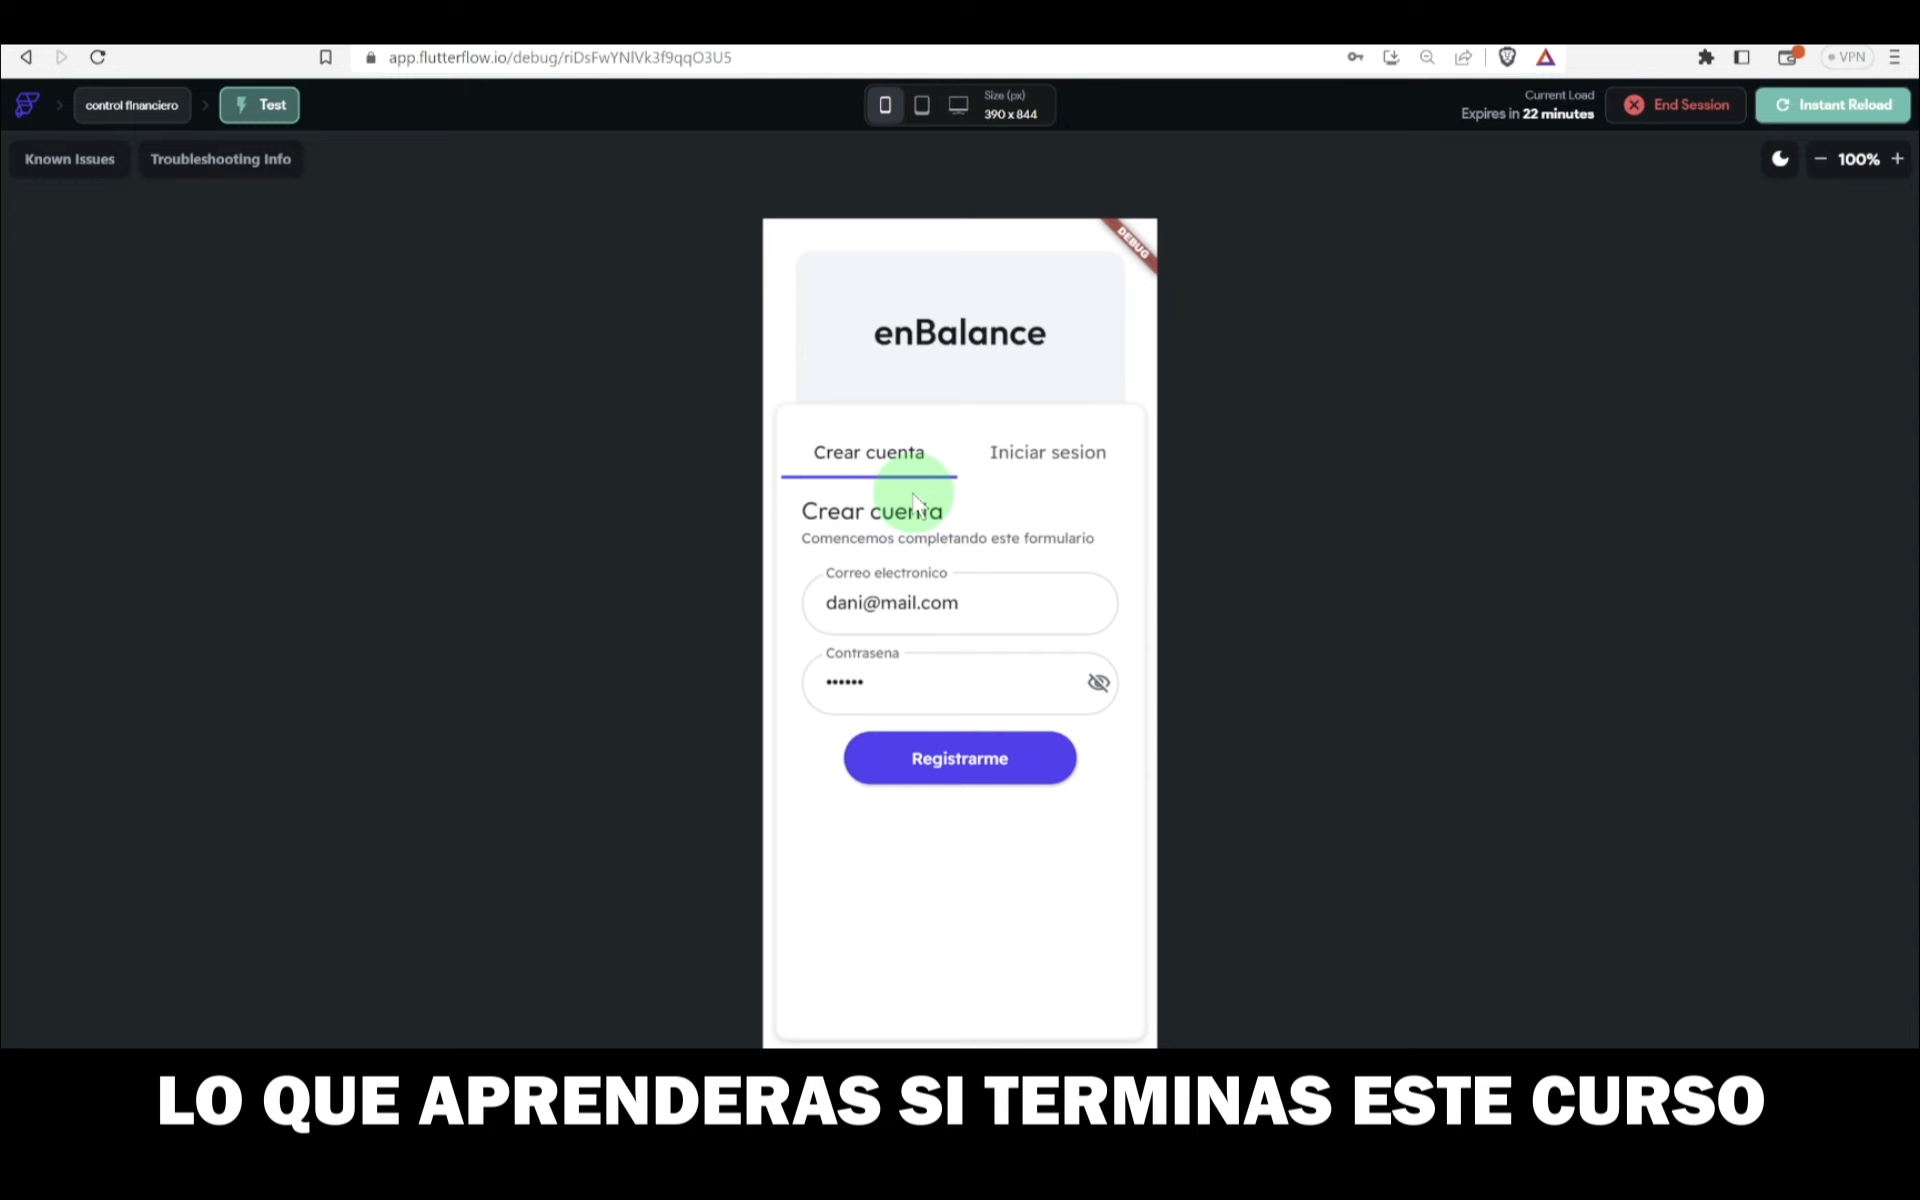 app.flutterflow.io/debug/riDsFwYNlVk3f9qqO3U5
VPN
control financiero
Test
Size (px)
390 x 844
Current Load
Expires in 22 minutes
End Session
Instant Reload
Known Issues
Troubleshooting Info
100%
DEBUG
enBalance
Crear cuenta
Iniciar sesion
Crear cuenta
Comencemos completando este formulario
Correo electronico
dani@mail.com
Contrasena
••••••
Registrarme
LO QUE APRENDERAS SI TERMINAS ESTE CURSO